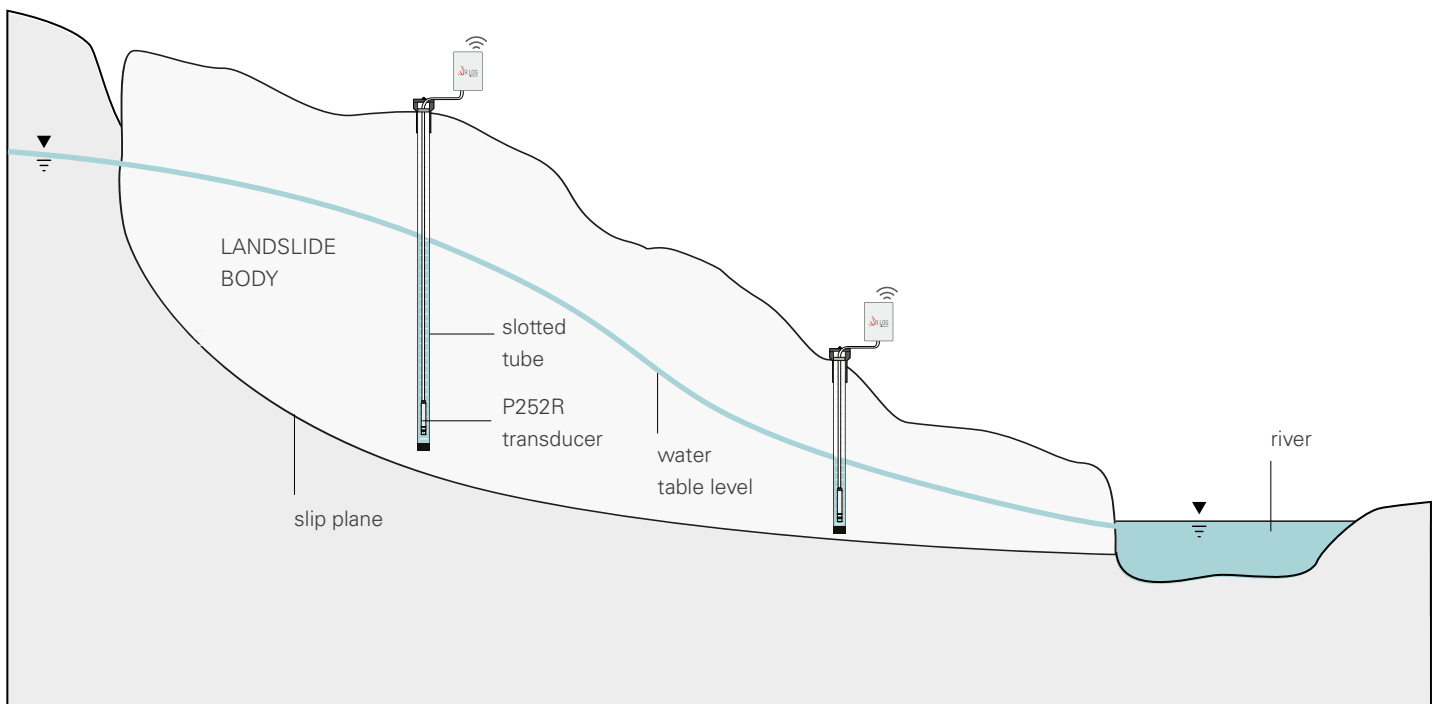 LANDSLIDE
BODY
slotted
tube
P252R
transducer
water
table level
slip plane
river